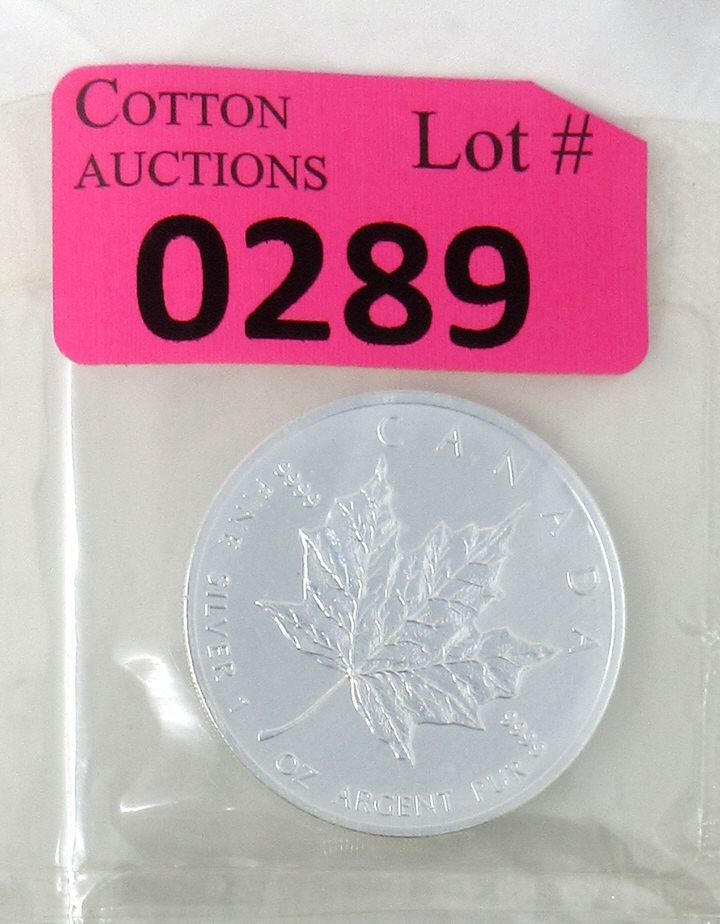 COTTON
AUCTIONS
Lot #
0289
CANADA
9999
FINE SILVER 1 OZ ARGENT PUR
9999